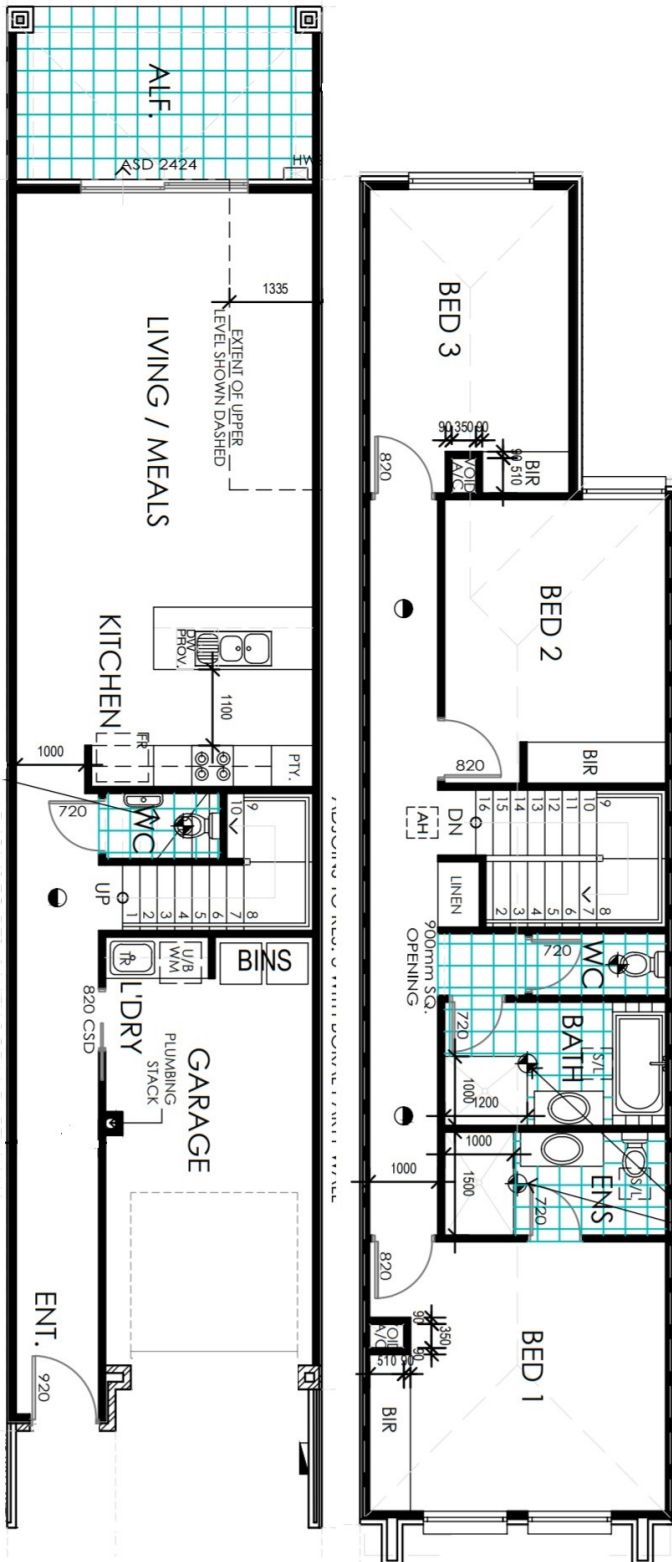 ALF.
ASD 2424
HW
1335
EXTENT OF UPPER
LEVEL SHOWN DASHED
LIVING / MEALS
KITCHEN
DW
PROV.
1100
FR
PTY.
1000
720
WC
10
9
8
7
6
5
4
3
2
1
UP
TR
U/B
WM
BINS
L'DRY
820 CSD
PLUMBING
STACK
GARAGE
ENT.
920
BED 3
820
90 350 90
90 510
VOID
A/C
BIR
BED 2
820
BIR
AH
DN
16
15
14
13
12
11
10
9
8
7
6
5
4
3
2
1
LINEN
900mm SQ.
OPENING
WC
720
720
BATH
S/L
1000
1200
1000
1500
1000
ENS
S/L
720
820
90
350
90
510 90
A/C
BIR
BED 1